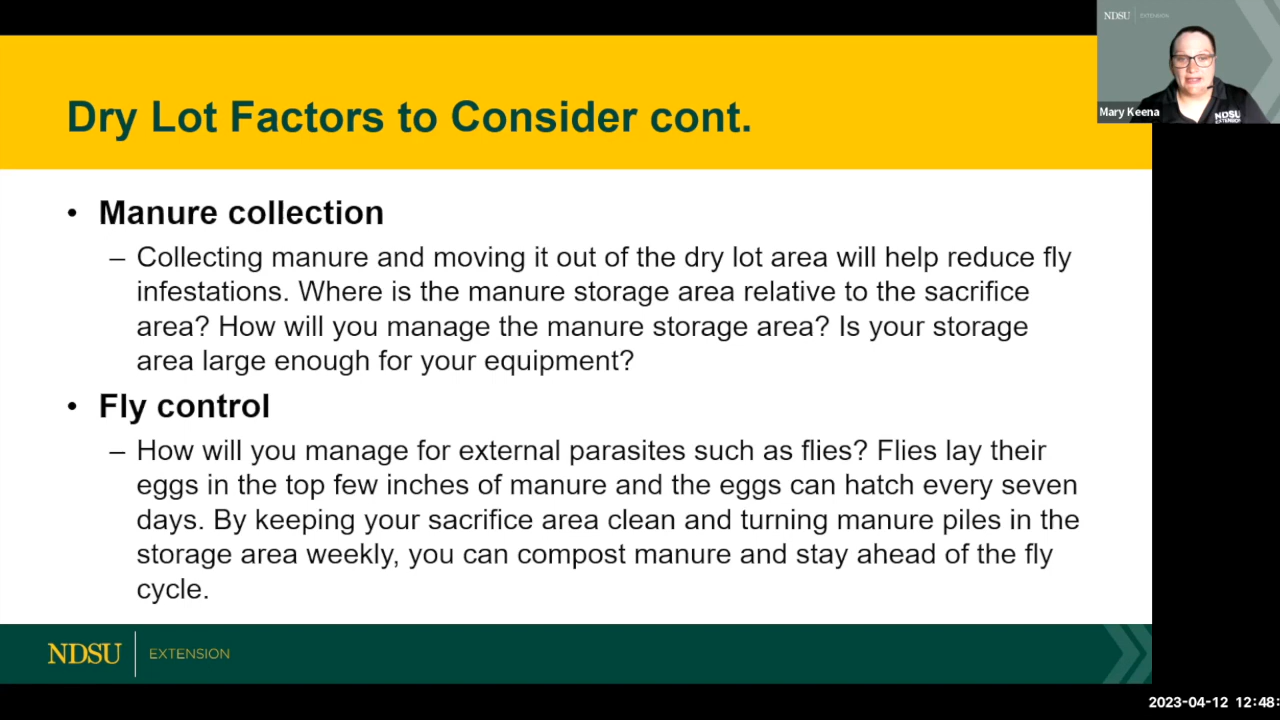 NDSU EXTENSION
Mary Keena
NDSU
EXTENSION
Dry Lot Factors to Consider cont.
• Manure collection
– Collecting manure and moving it out of the dry lot area will help reduce fly
infestations. Where is the manure storage area relative to the sacrifice
area? How will you manage the manure storage area? Is your storage
area large enough for your equipment?
• Fly control
– How will you manage for external parasites such as flies? Flies lay their
eggs in the top few inches of manure and the eggs can hatch every seven
days. By keeping your sacrifice area clean and turning manure piles in the
storage area weekly, you can compost manure and stay ahead of the fly
cycle.
NDSU EXTENSION
2023-04-12 12:48: